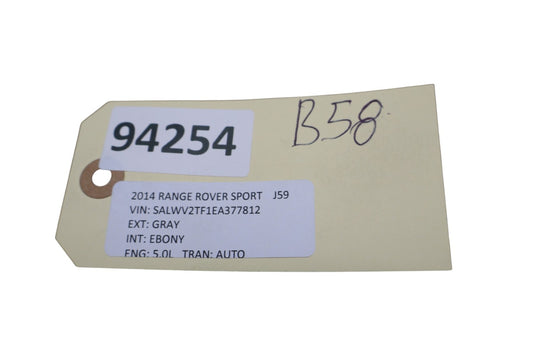 94254
B58
2014 RANGE ROVER SPORT J59
VIN: SALWV2TF1EA377812
EXT: GRAY
INT: EBONY
ENG: 5.0L TRAN: AUTO